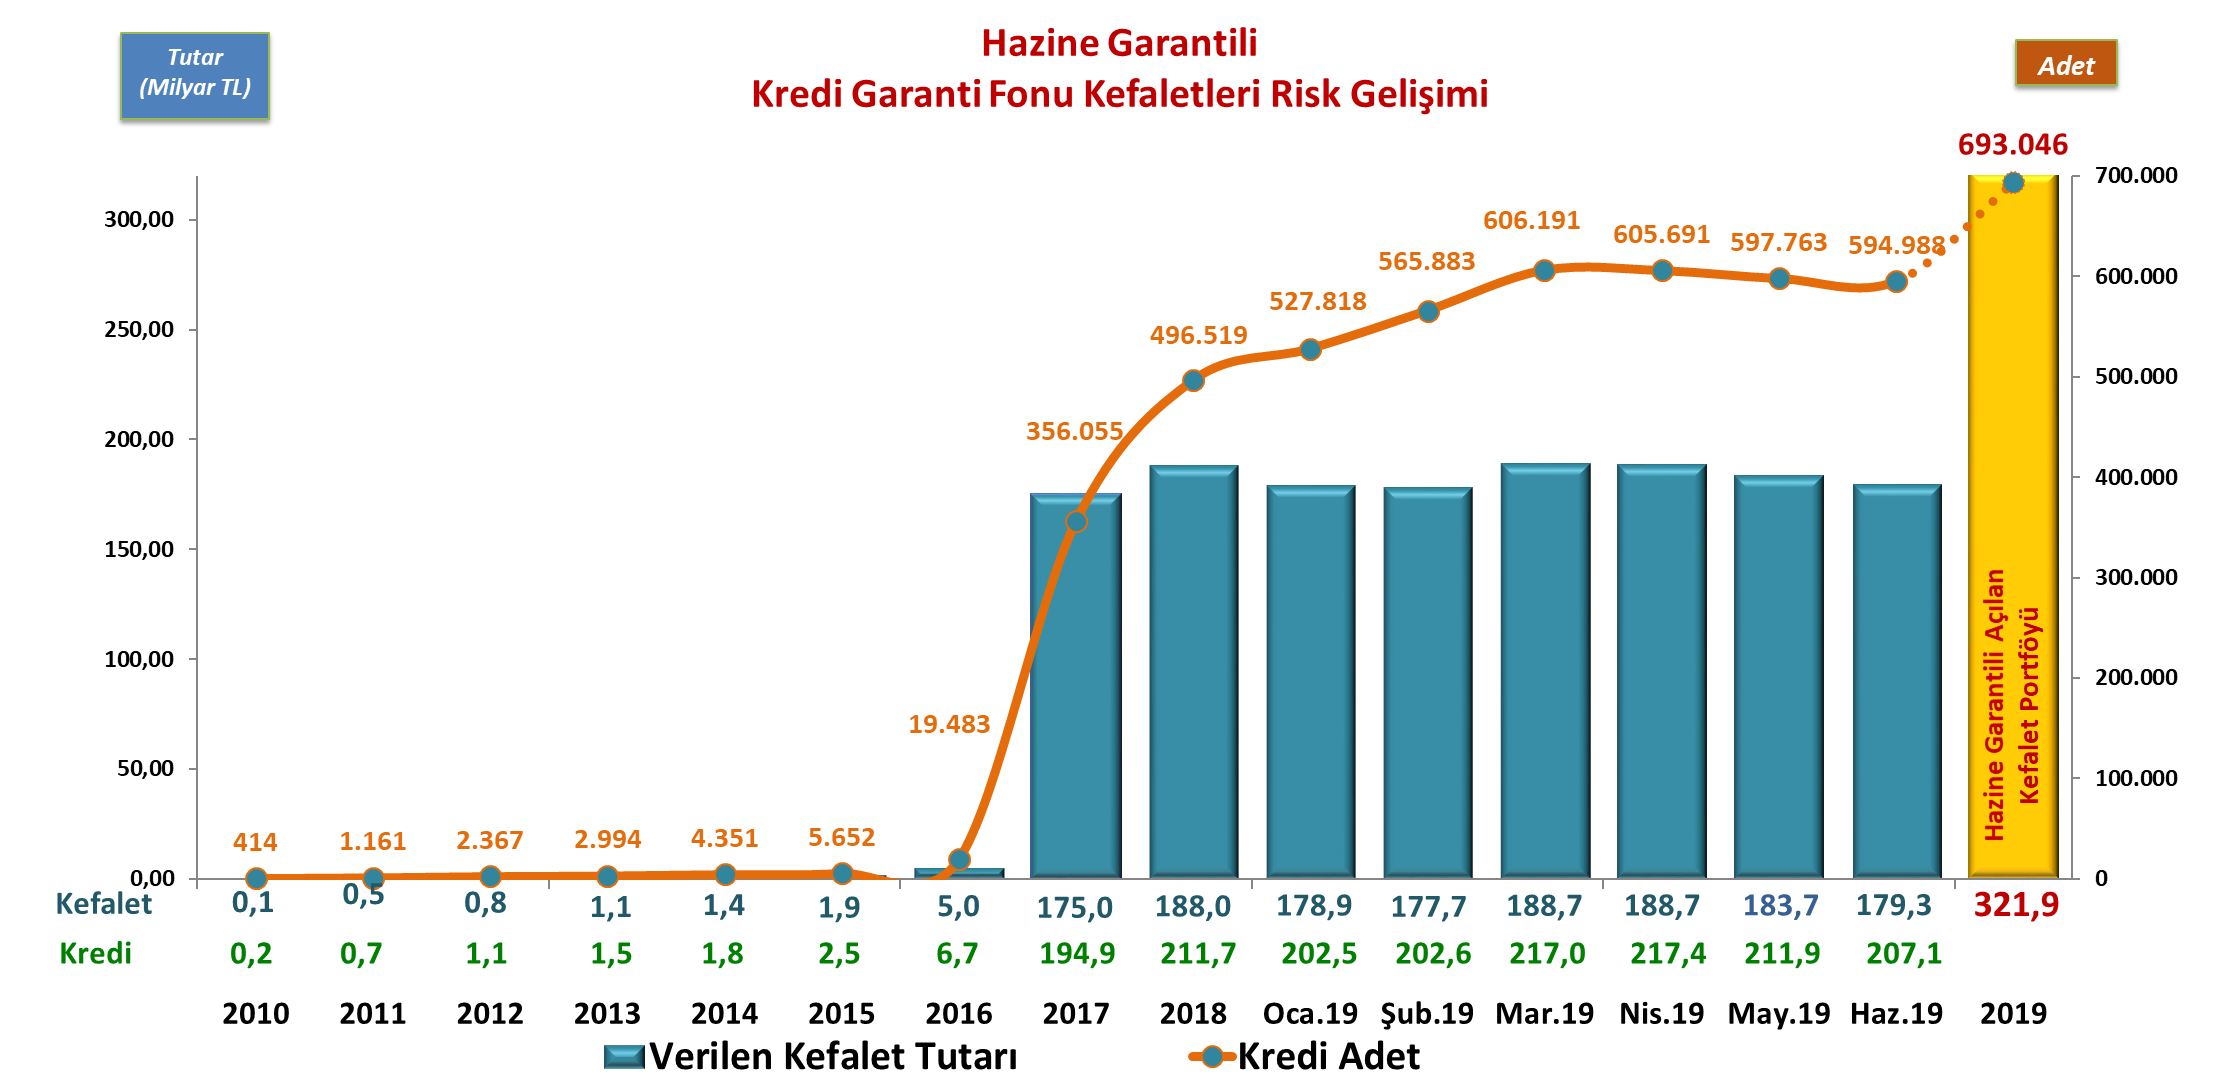 Tutar
(Milyar TL)
Hazine Garantili
Kredi Garanti Fonu Kefaletleri Risk Gelişimi
Adet
693.046
300,00
250,00
200,00
150,00
100,00
50,00
0,00
700.000
600.000
500.000
400.000
300.000
200.000
100.000
0
414
1.161
2.367
2.994
4.351
5.652
19.483
356.055
496.519
527.818
565.883
606.191
605.691
597.763
594.988
Hazine Garantili Açılan
Kefalet Portföyü
Kefalet 0,1 0,5 0,8 1,1 1,4 1,9 5,0 175,0 188,0 178,9 177,7 188,7 188,7 183,7 179,3 321,9
Kredi 0,2 0,7 1,1 1,5 1,8 2,5 6,7 194,9 211,7 202,5 202,6 217,0 217,4 211,9 207,1
2010 2011 2012 2013 2014 2015 2016 2017 2018 Oca.19 Şub.19 Mar.19 Nis.19 May.19 Haz.19 2019
Verilen Kefalet Tutarı Kredi Adet